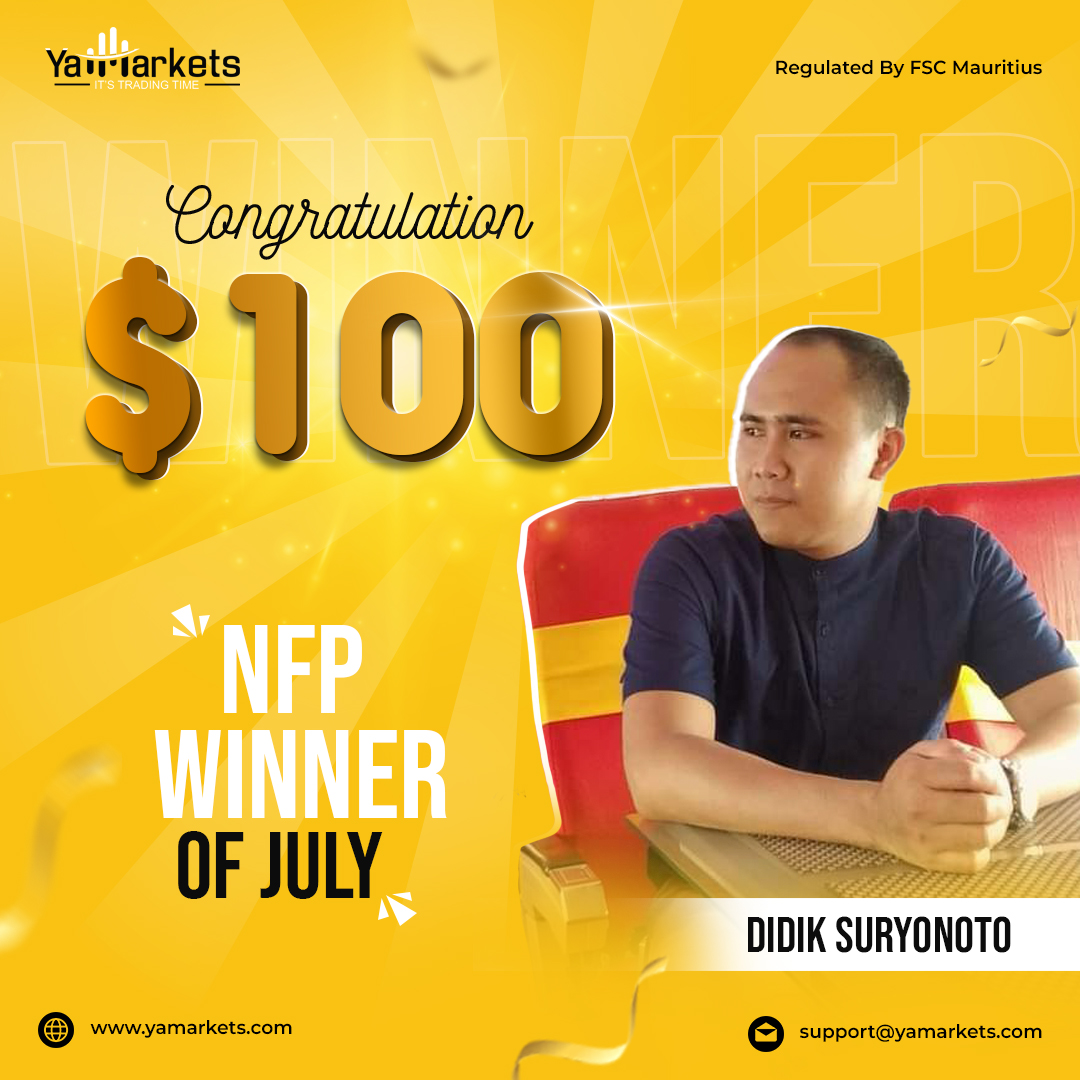 YaMarkets
IT'S TRADING TIME
Regulated By FSC Mauritius
WINNER
Congratulation
$100
NFP
WINNER
OF JULY
DIDIK SURYONOTO
www.yamarkets.com
support@yamarkets.com